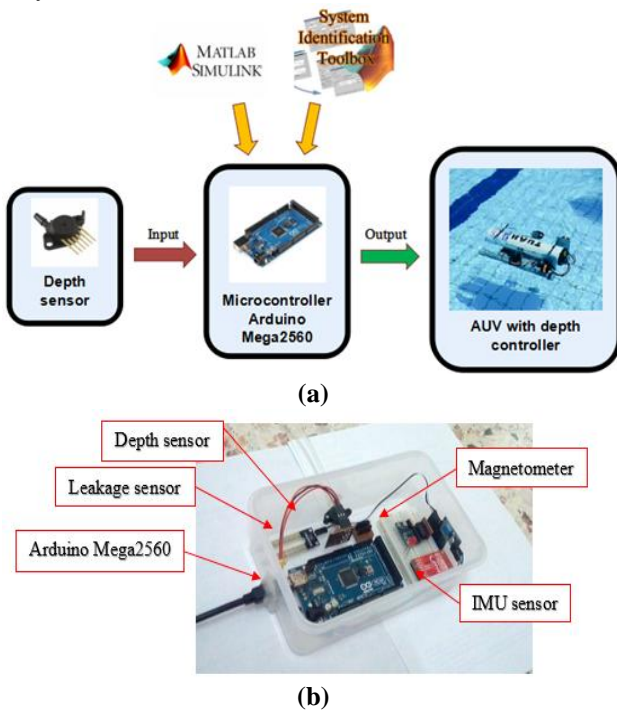 MATLAB
SIMULINK
System
Identification
Toolbox
Input
Output
Depth
sensor
Microcontroller
Arduino
Mega2560
TUAH
AUV with depth
controller
(a)
Depth sensor
Leakage sensor
Arduino Mega2560
Magnetometer
IMU sensor
(b)